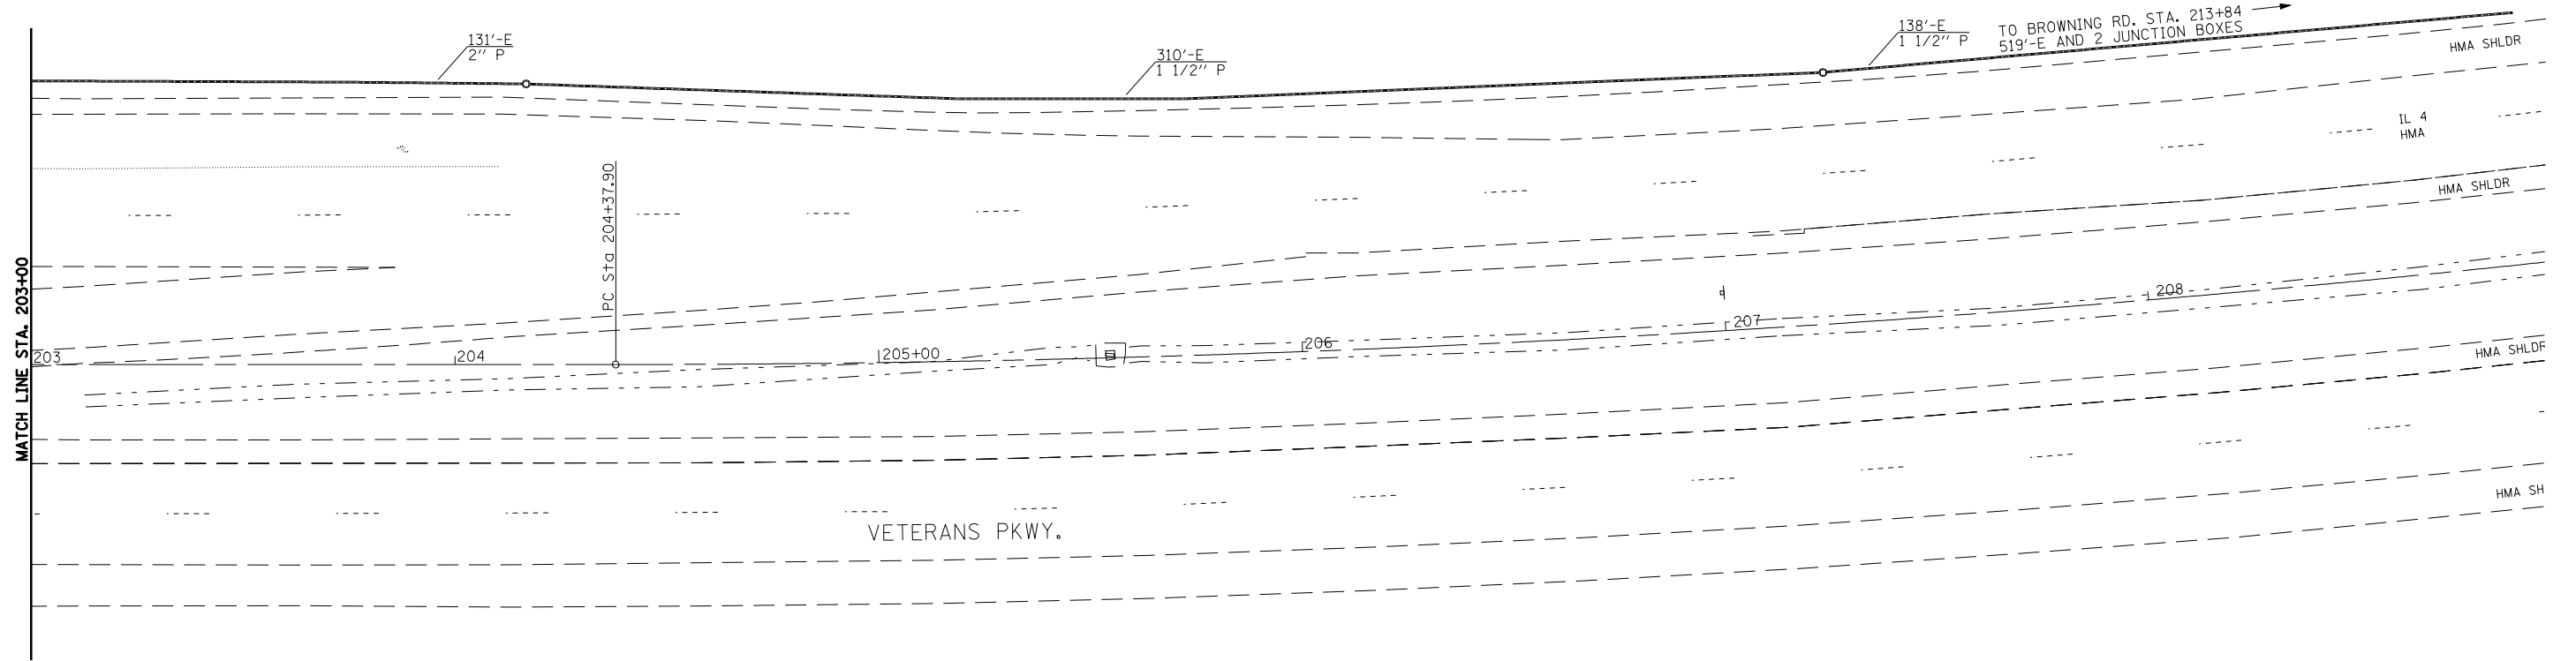 131'-E
2" P
310'-E
1 1/2" P
138'-E
1 1/2" P
TO BROWNING RD. STA. 213+84
519'-E AND 2 JUNCTION BOXES
HMA SHLDR
IL 4
HMA
HMA SHLDR
PC Sta 204+37.90
MATCH LINE STA. 203+00
203
204
205+00
206
207
208
HMA SHLDR
HMA SH
VETERANS PKWY.